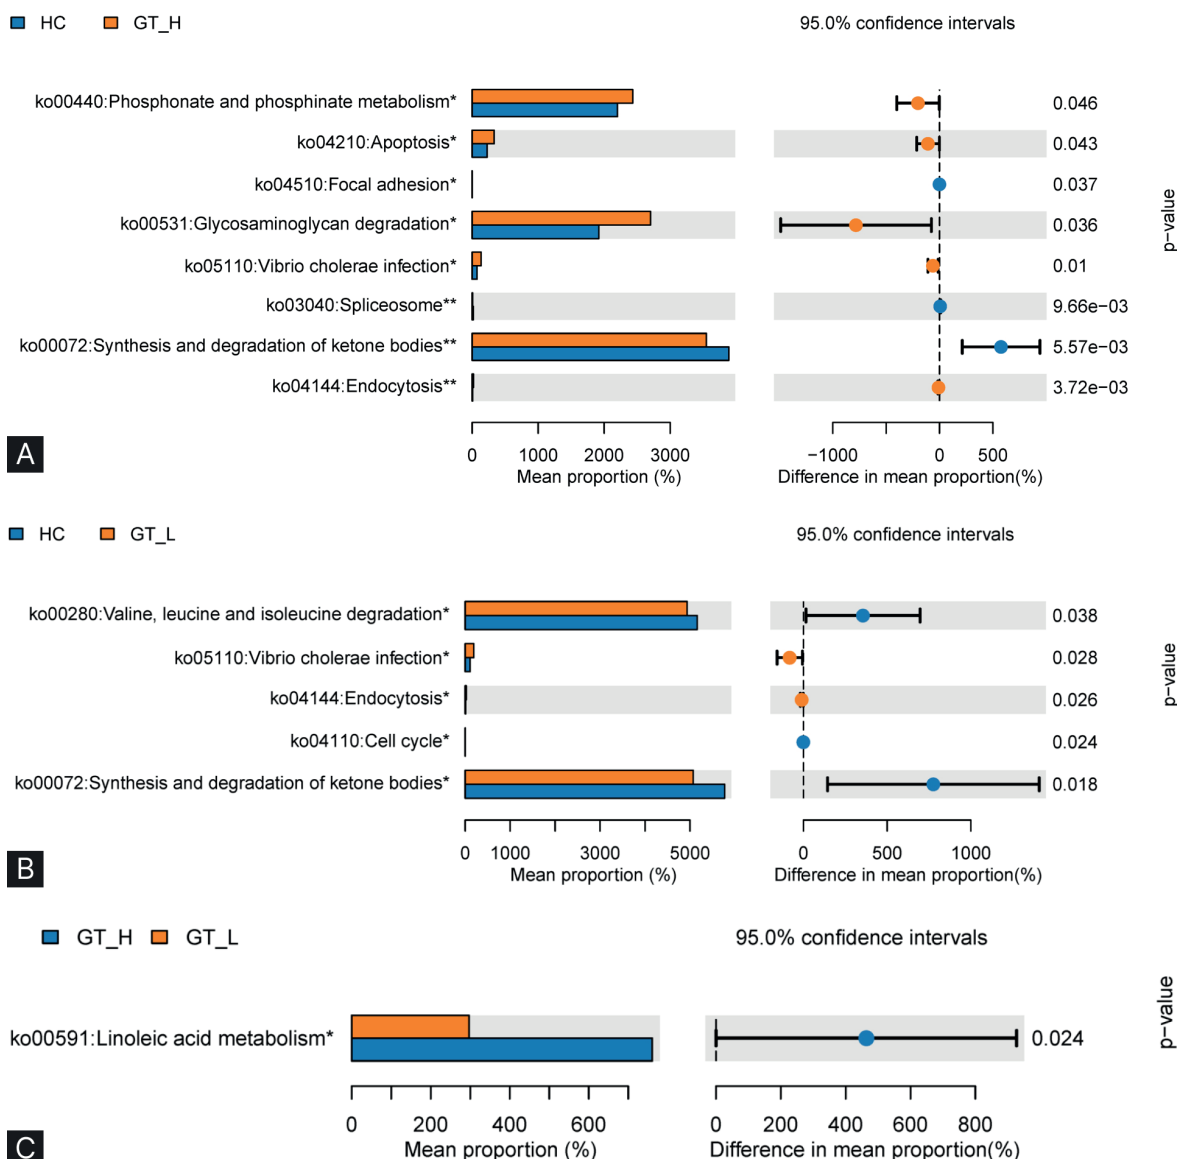 HC GT_H 95.0% confidence intervals
ko00440:Phosphonate and phosphinate metabolism* 0.046
ko04210:Apoptosis* 0.043
ko04510:Focal adhesion* 0.037
ko00531:Glycosaminoglycan degradation* 0.036
ko05110:Vibrio cholerae infection* 0.01
ko03040:Spliceosome** 9.66e−03
ko00072:Synthesis and degradation of ketone bodies** 5.57e−03
ko04144:Endocytosis** 3.72e−03
p−value
0 1000 2000 3000 −1000 0 500
Mean proportion (%) Difference in mean proportion(%)
A
HC GT_L 95.0% confidence intervals
ko00280:Valine, leucine and isoleucine degradation* 0.038
ko05110:Vibrio cholerae infection* 0.028
ko04144:Endocytosis* 0.026
ko04110:Cell cycle* 0.024
ko00072:Synthesis and degradation of ketone bodies* 0.018
p−value
0 1000 3000 5000 0 500 1000
Mean proportion (%) Difference in mean proportion(%)
B
GT_H GT_L 95.0% confidence intervals
ko00591:Linoleic acid metabolism* 0.024
p−value
0 200 400 600 0 200 400 600 800
Mean proportion (%) Difference in mean proportion(%)
C